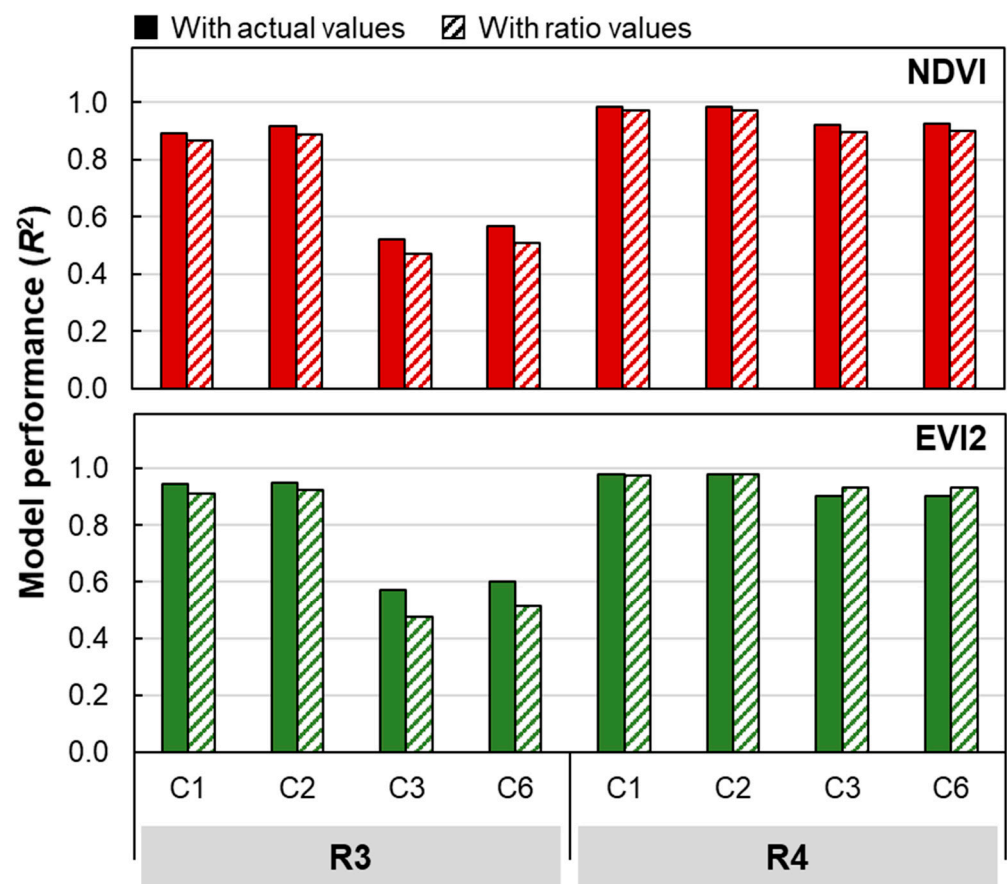 With actual values With ratio values
NDVI
1.0
0.8
0.6
0.4
0.2
0.0
Model performance (R²)
EVI2
1.0
0.8
0.6
0.4
0.2
0.0
C1 C2 C3 C6 C1 C2 C3 C6
R3 R4